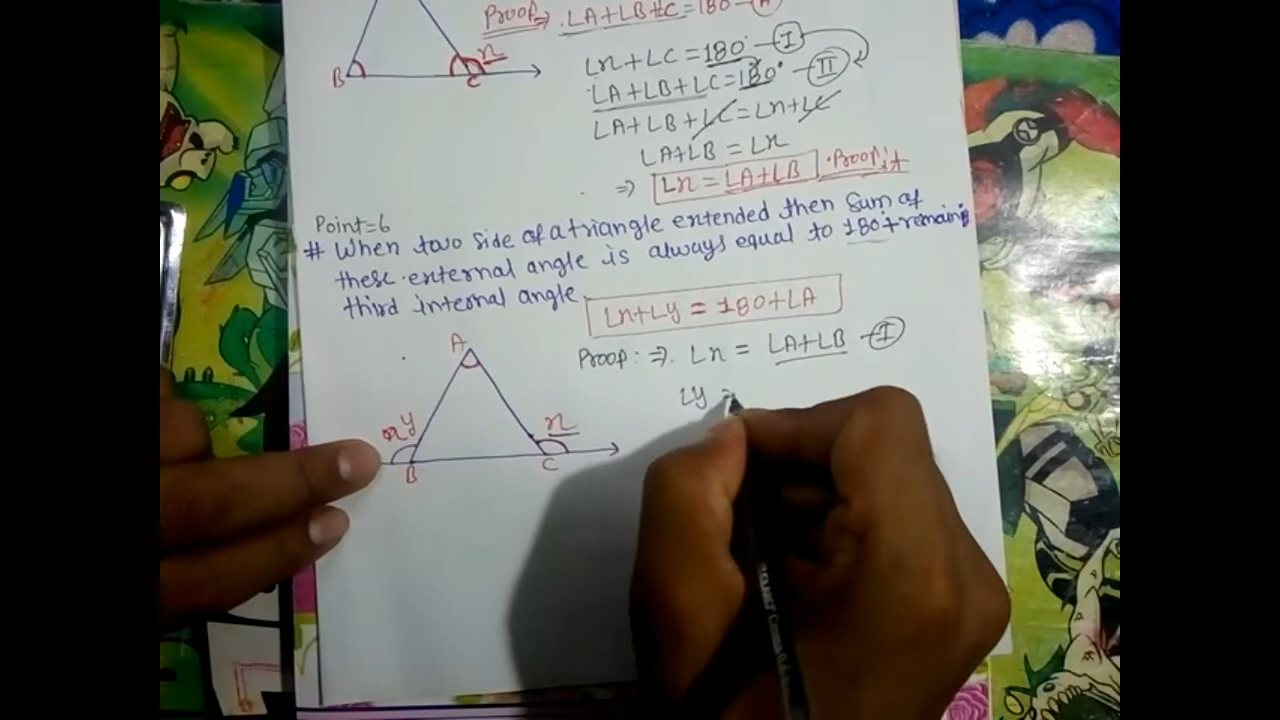 Proof ⇒ ∠A+∠B+∠C=180 -(A)
B
x
C
∠x+∠C=180° -(I)
∠A+∠B+∠C=180° -(II)
∠A+∠B+∠C=∠x+∠C
∠A+∠B = ∠x
⇒ ∠x = ∠A+∠B . Proof it
Point=6
# When two side of a triangle extended then sum of
these external angle is always equal to 180+remaining
third internal angle.
∠x+∠y = 180+∠A
Proof : ⇒ ∠x = ∠A+∠B -(I)
∠y =
A
y
x
B
C